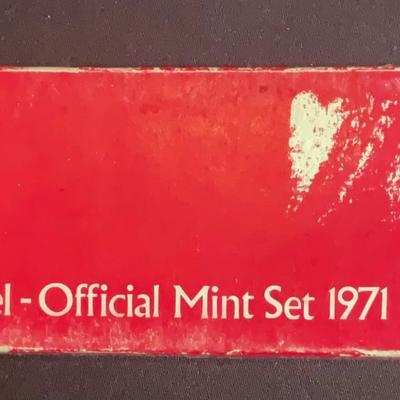 el - Official Mint Set 1971